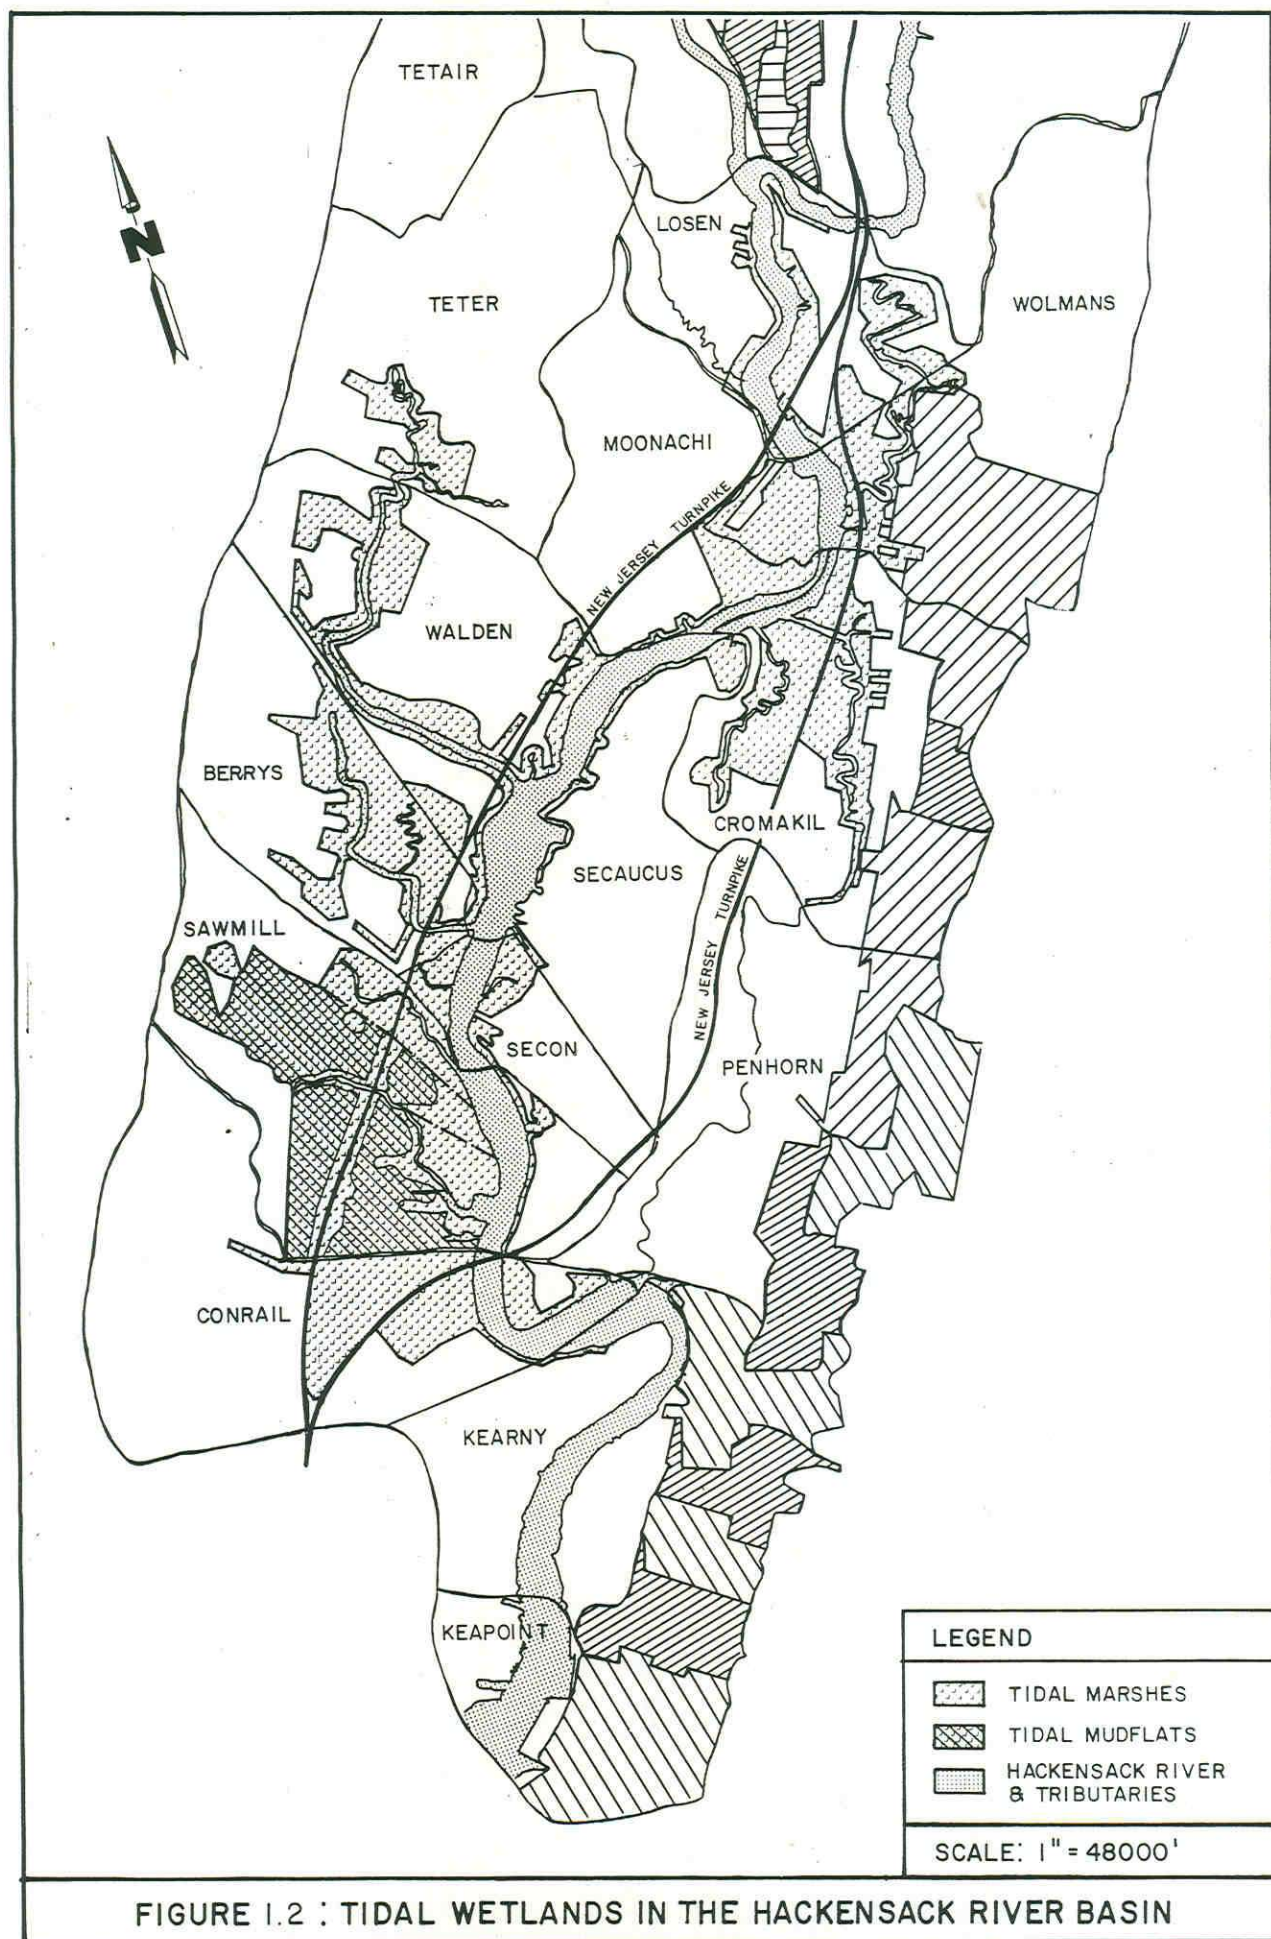 TETAIR
N
LOSEN
TETER
WOLMANS
MOONACHI
NEW JERSEY TURNPIKE
WALDEN
BERRYS
CROMAKIL
SECAUCUS
SAWMILL
NEW JERSEY TURNPIKE
SECON
PENHORN
CONRAIL
KEARNY
KEAPOINT
LEGEND
TIDAL MARSHES
TIDAL MUDFLATS
HACKENSACK RIVER
& TRIBUTARIES
SCALE: 1" = 48000'
FIGURE 1.2 : TIDAL WETLANDS IN THE HACKENSACK RIVER BASIN